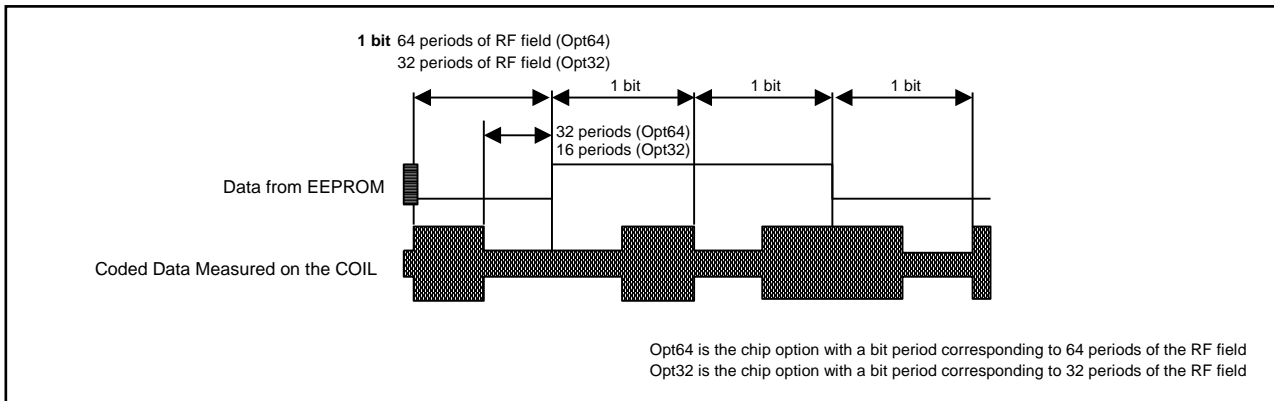 1 bit 64 periods of RF field (Opt64)
32 periods of RF field (Opt32)
1 bit
1 bit
1 bit
32 periods (Opt64)
16 periods (Opt32)
Data from EEPROM
Coded Data Measured on the COIL
Opt64 is the chip option with a bit period corresponding to 64 periods of the RF field
Opt32 is the chip option with a bit period corresponding to 32 periods of the RF field